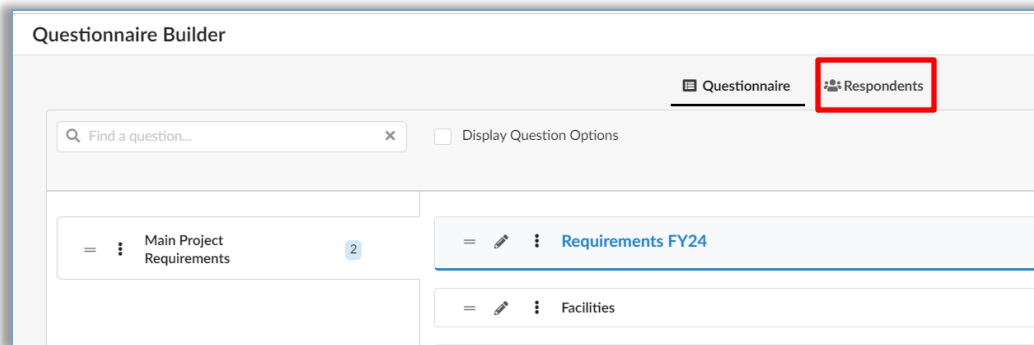 Questionnaire Builder
Questionnaire
Respondents
Find a question...
Display Question Options
Main Project
Requirements
2
Requirements FY24
Facilities